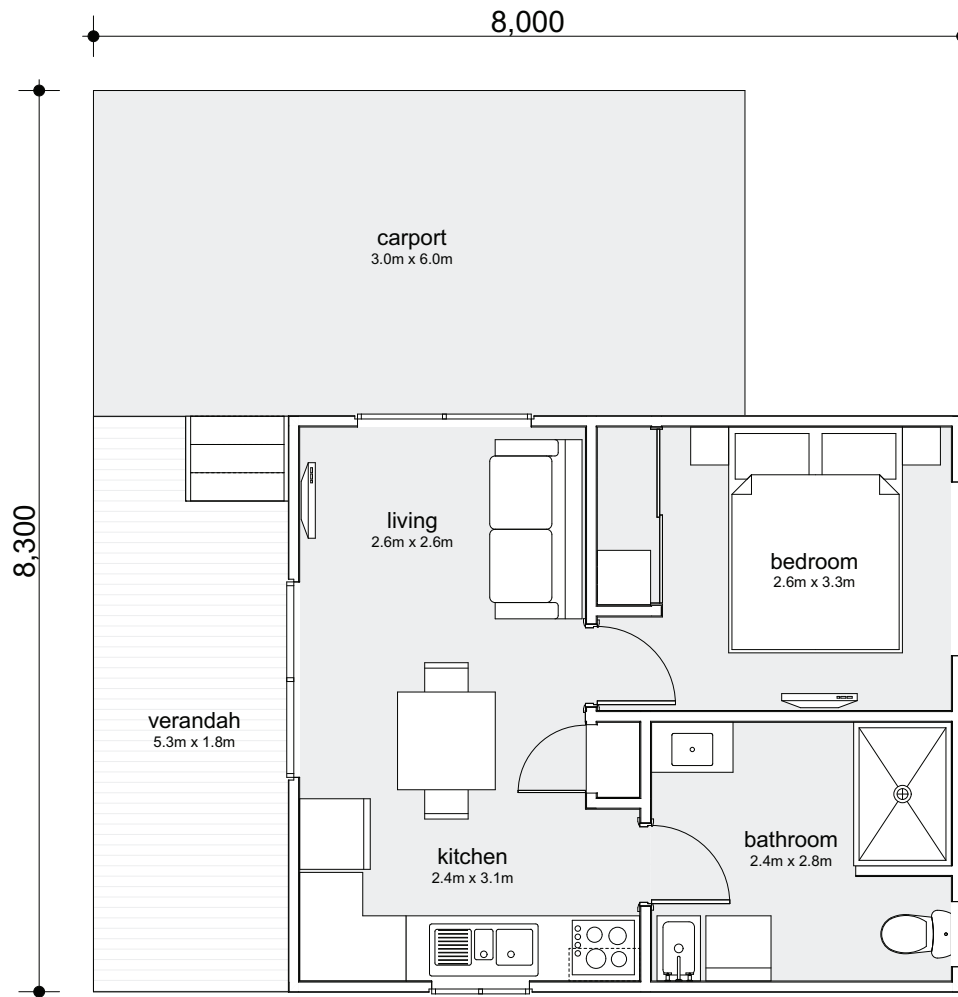 8,000
8,300
carport
3.0m x 6.0m
living
2.6m x 2.6m
bedroom
2.6m x 3.3m
verandah
5.3m x 1.8m
kitchen
2.4m x 3.1m
bathroom
2.4m x 2.8m